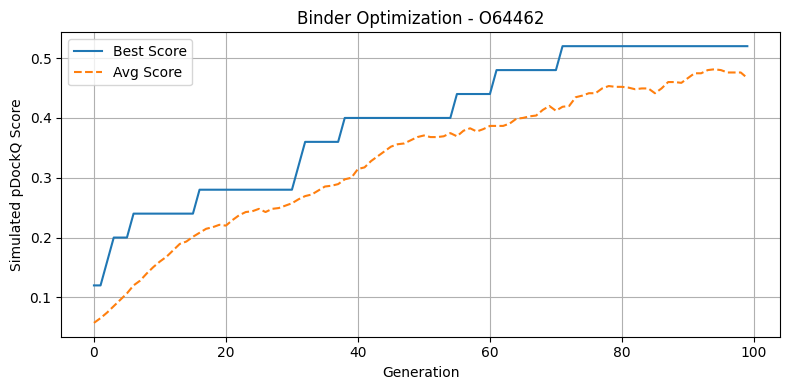 Binder Optimization - O64462
Best Score
Avg Score
Simulated pDockQ Score
0.5
0.4
0.3
0.2
0.1
0 20 40 60 80 100
Generation